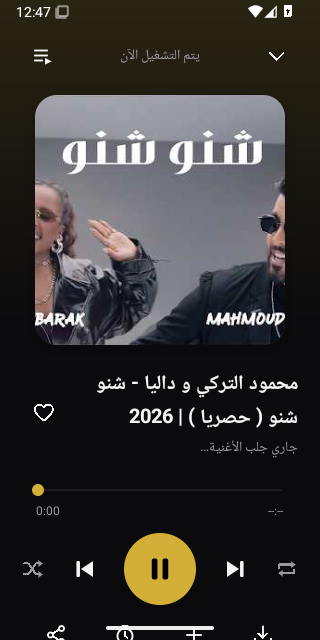 12:47
يتم التشغيل الآن
شنو شنو
BARAK
MAHMOUD
محمود التركي و داليا - شنو
شنو ( حصريا ) | 2026
جاري جلب الأغنية...
0:00
--:--